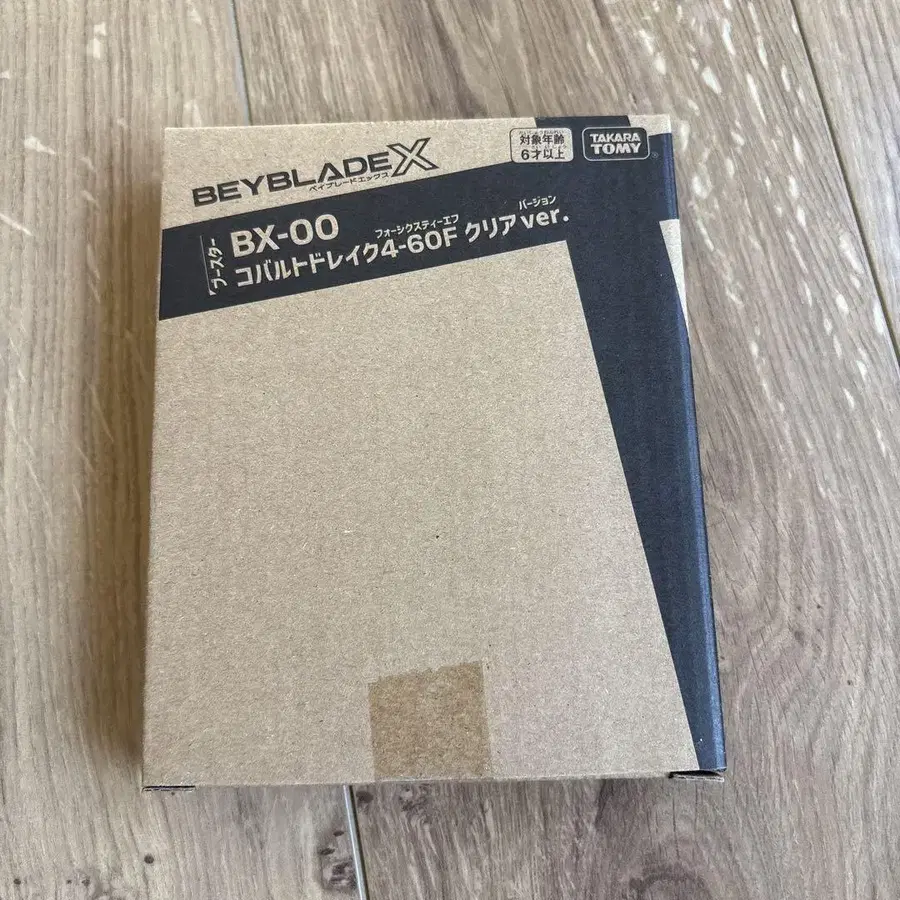 BEYBLADE X
ベイブレードエックス
対象年齢
6才以上
TAKARA
TOMY
ブースター
BX-00
フォーシクスティーエフ
バージョン
コバルトドレイク4-60F クリアver.